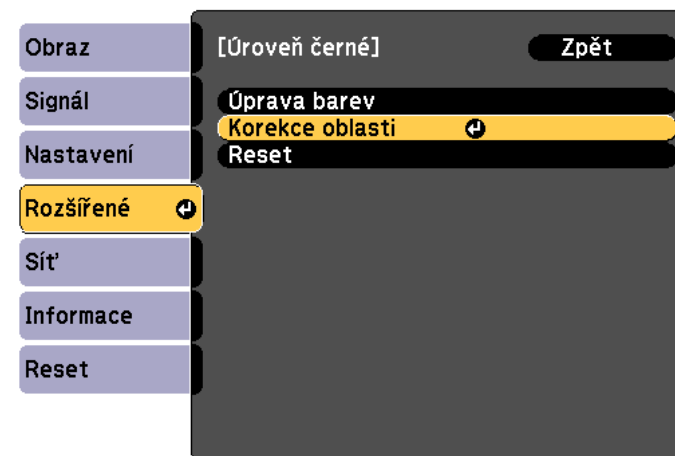 Obraz
Signál
Nastavení
Rozšířené
Síť
Informace
Reset
[Úroveň černé] Zpět
Úprava barev
Korekce oblasti
Reset